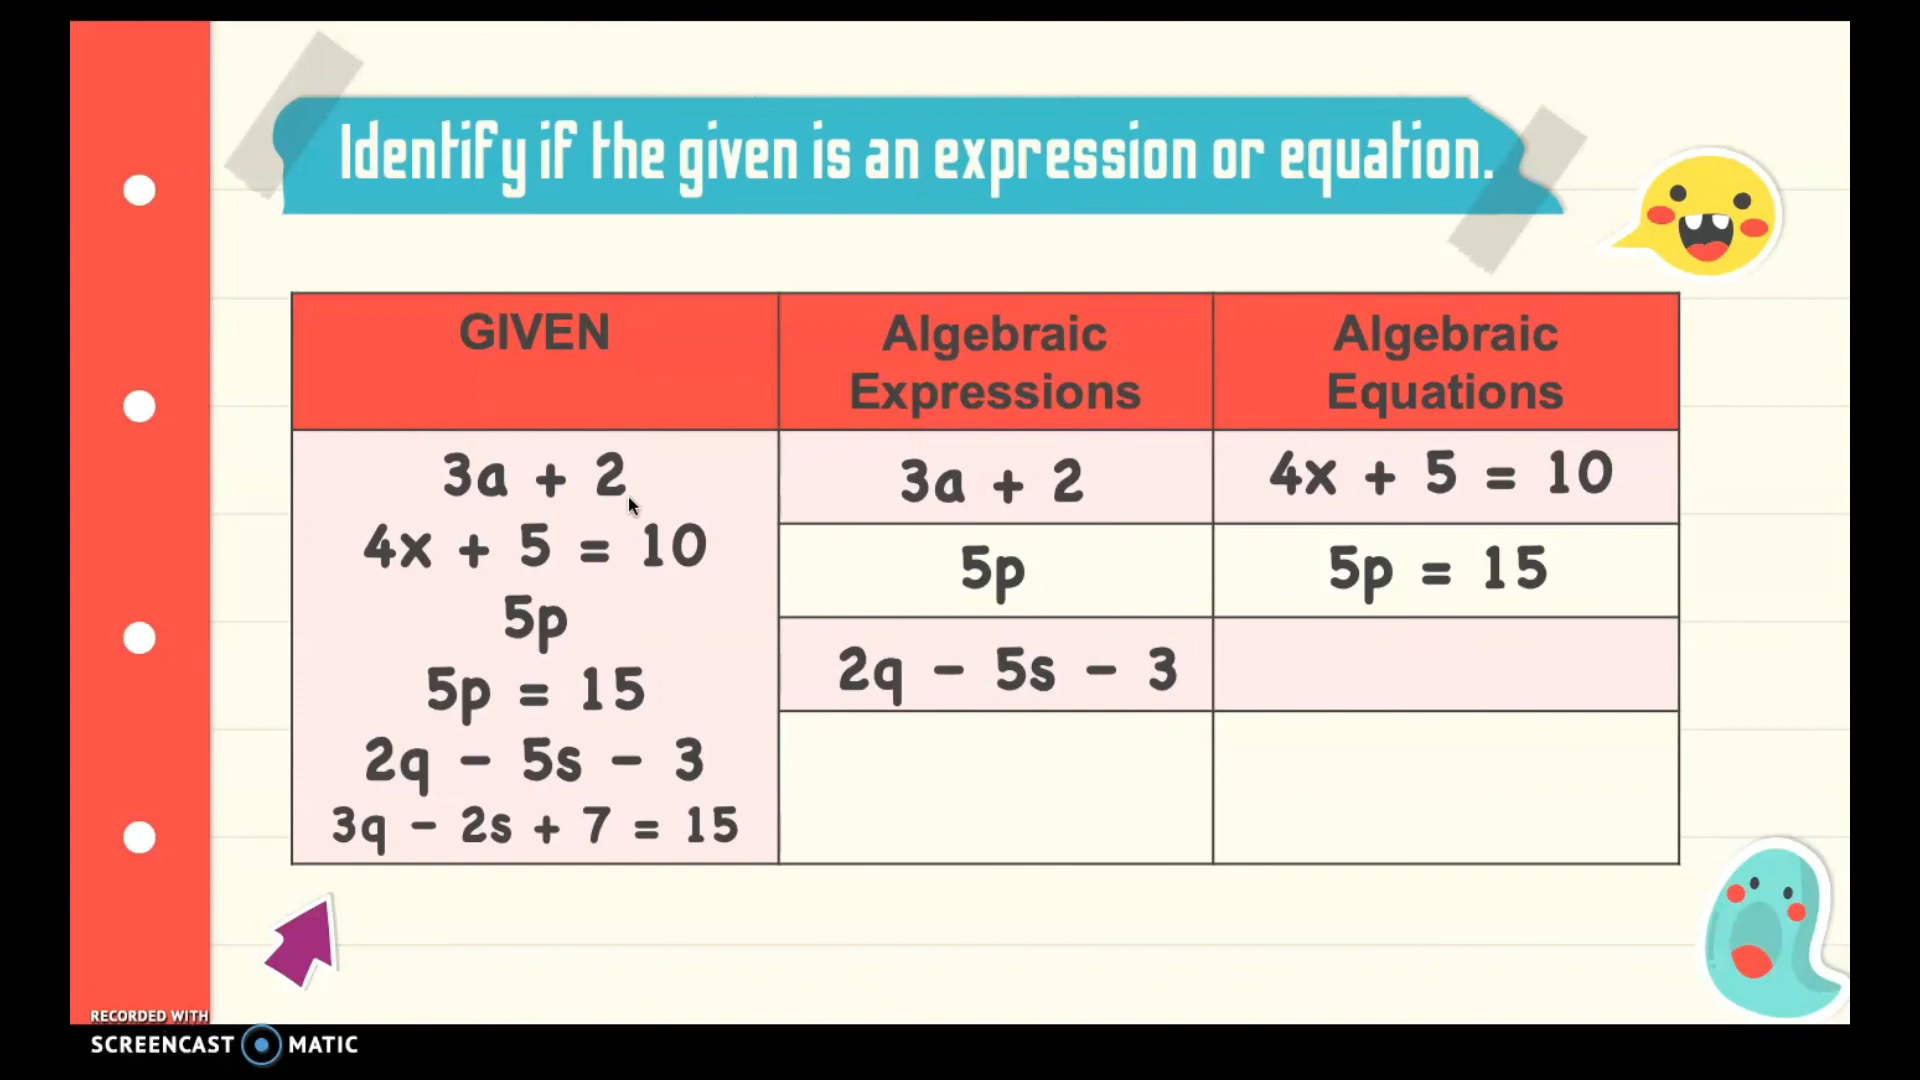 Identify if the given is an expression or equation.
GIVEN
Algebraic
Expressions
Algebraic
Equations
3a + 2
4x + 5 = 10
5p
5p = 15
2q - 5s - 3
3q - 2s + 7 = 15
3a + 2
4x + 5 = 10
5p
5p = 15
2q - 5s - 3
RECORDED WITH
SCREENCAST MATIC